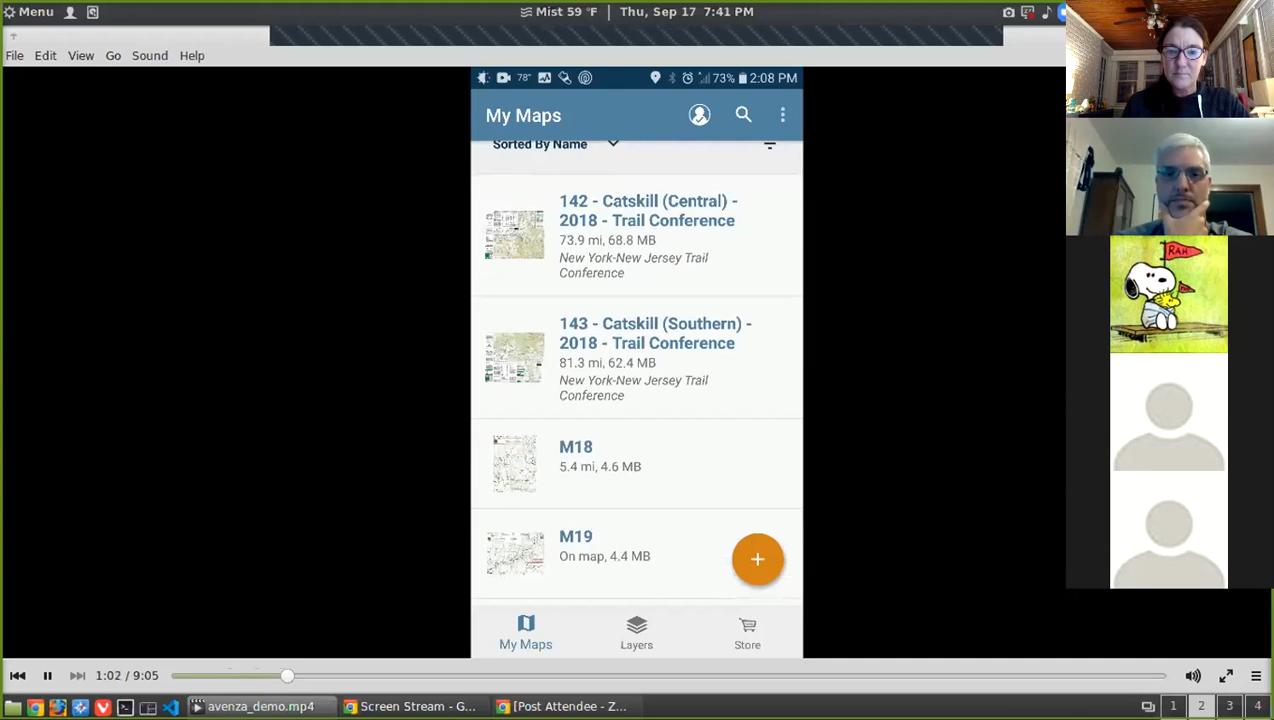 Menu
Mist 59 °F
Thu, Sep 17 - 7:41 PM
File Edit View Go Sound Help
78° 73% 2:08 PM
My Maps
Sorted By Name
142 - Catskill (Central) -
2018 - Trail Conference
73.9 mi, 68.8 MB
New York-New Jersey Trail
Conference
143 - Catskill (Southern) -
2018 - Trail Conference
81.3 mi, 62.4 MB
New York-New Jersey Trail
Conference
M18
5.4 mi, 4.6 MB
M19
On map, 4.4 MB
+
My Maps Layers Store
RAH
1:02 / 9:05
avenza_demo.mp4
Screen Stream - G...
[Post Attendee - Z...
1 2 3 4